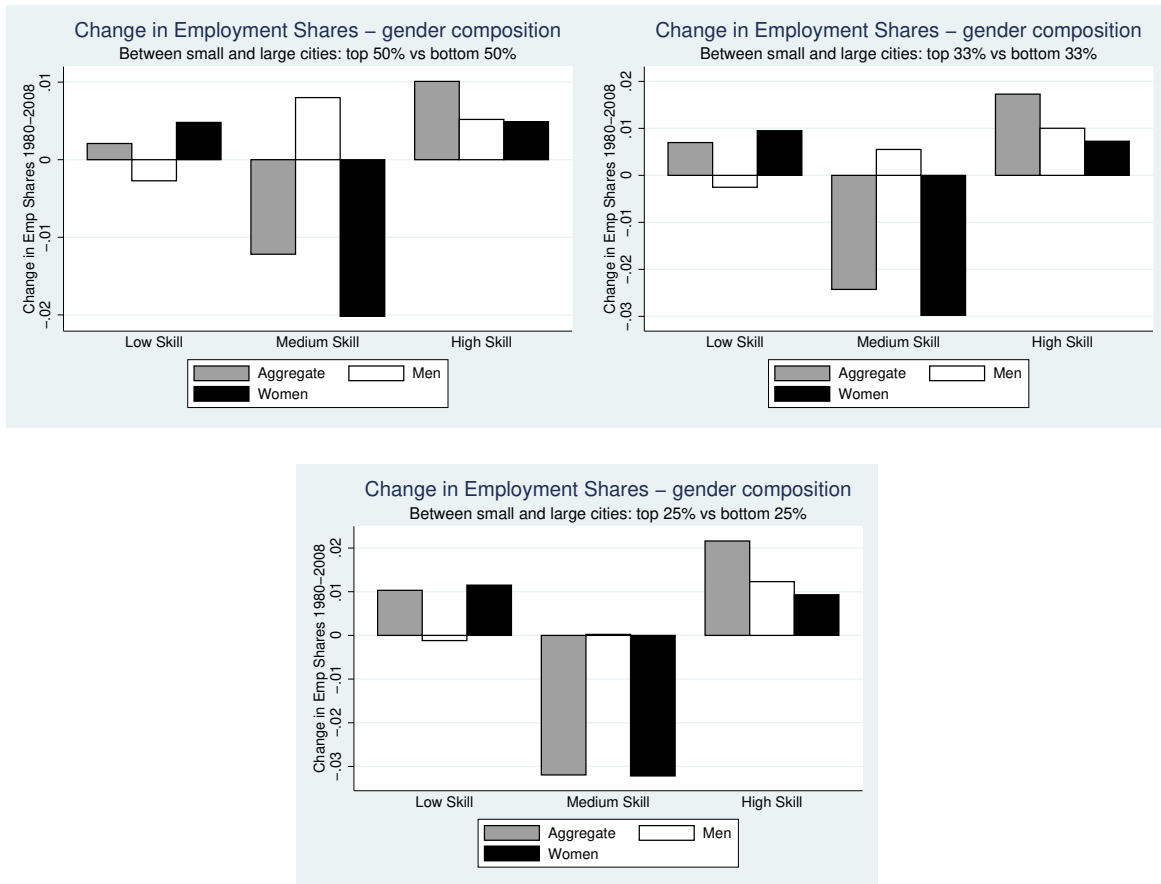 Change in Employment Shares − gender composition
Between small and large cities: top 50% vs bottom 50%
Change in Emp Shares 1980−2008
.01
0
−.01
−.02
Low Skill Medium Skill High Skill
Aggregate Men
Women
Change in Employment Shares − gender composition
Between small and large cities: top 33% vs bottom 33%
Change in Emp Shares 1980−2008
.02
.01
0
−.01
−.02
−.03
Low Skill Medium Skill High Skill
Aggregate Men
Women
Change in Employment Shares − gender composition
Between small and large cities: top 25% vs bottom 25%
Change in Emp Shares 1980−2008
.02
.01
0
−.01
−.02
−.03
Low Skill Medium Skill High Skill
Aggregate Men
Women